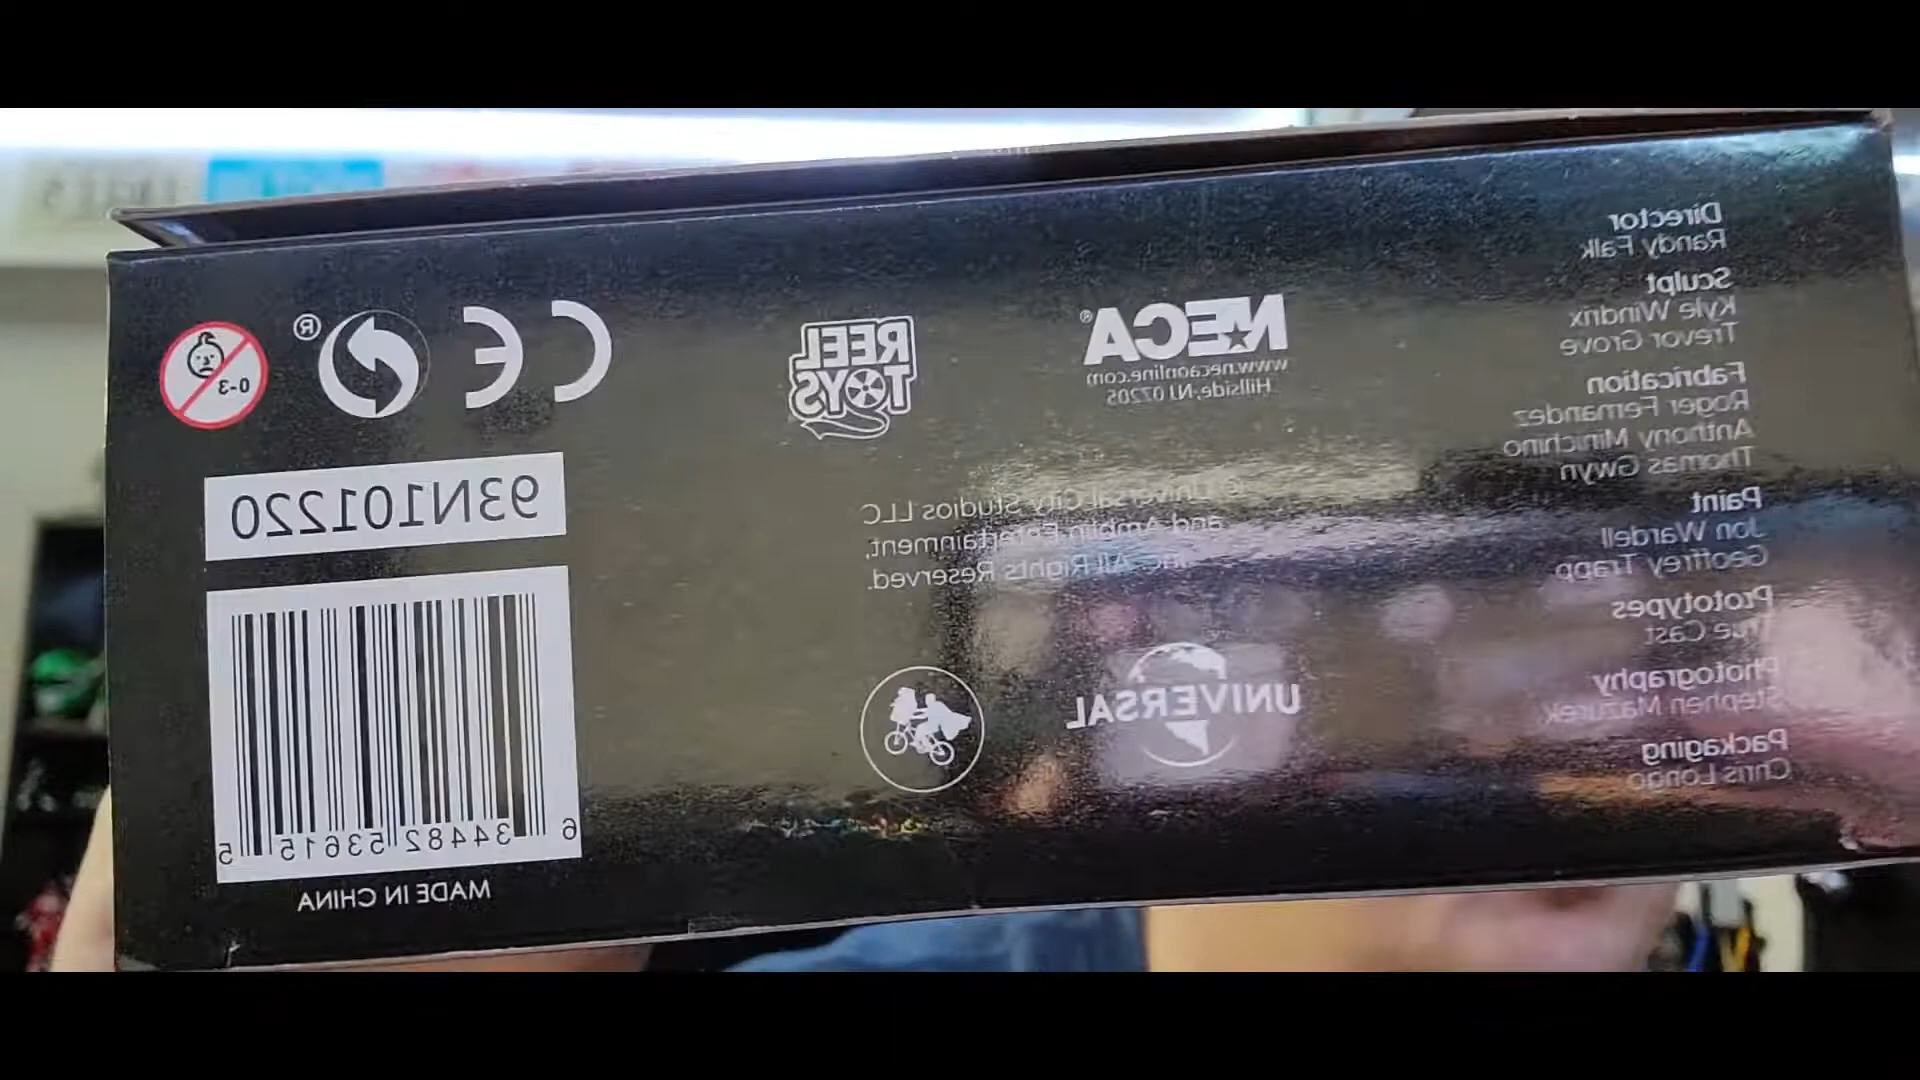 Director
Randy Falk
Sculpt
Kyle Windrix
Trevor Grove
Fabrication
Roger Fernandez
Anthony Minichino
Thomas Gwyn
Paint
Jon Wardell
Geoffrey Trapp
Prototypes
True Cast
Photography
Stephen Mazurek
Packaging
Chris Longo
NECA®
www.necaonline.com
Hillside, NJ 07205
REEL
TOYS
© Universal City Studios LLC
and Amblin Entertainment,
Inc. All Rights Reserved.
UNIVERSAL
CE
®
0-3
93N101220
6 34482 53615 5
MADE IN CHINA